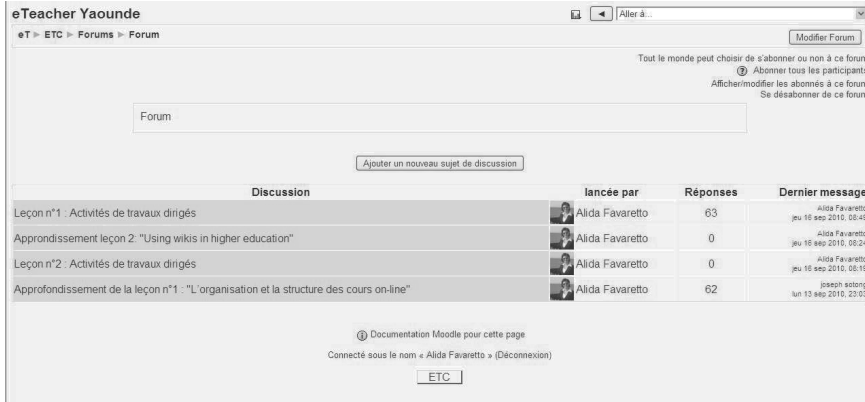 eTeacher Yaounde
Aller à...
eT ► ETC ► Forums ► Forum
Modifier Forum
Tout le monde peut choisir de s'abonner ou non à ce forum
Abonner tous les participants
Afficher/modifier les abonnés à ce forum
Se désabonner de ce forum
Forum
Ajouter un nouveau sujet de discussion
Discussion lancée par Réponses Dernier message
Leçon n°1 : Activités de travaux dirigés Alida Favaretto 63 Alida Favaretto
jeu 16 sep 2010, 08:49
Approndissement leçon 2: "Using wikis in higher education" Alida Favaretto 0 Alida Favaretto
jeu 16 sep 2010, 08:24
Leçon n°2 : Activités de travaux dirigés Alida Favaretto 0 Alida Favaretto
jeu 16 sep 2010, 08:19
Approfondissement de la leçon n°1 : "L'organisation et la structure des cours on-line" Alida Favaretto 62 joseph sotong
lun 13 sep 2010, 23:03
Documentation Moodle pour cette page
Connecté sous le nom « Alida Favaretto » (Déconnexion)
ETC